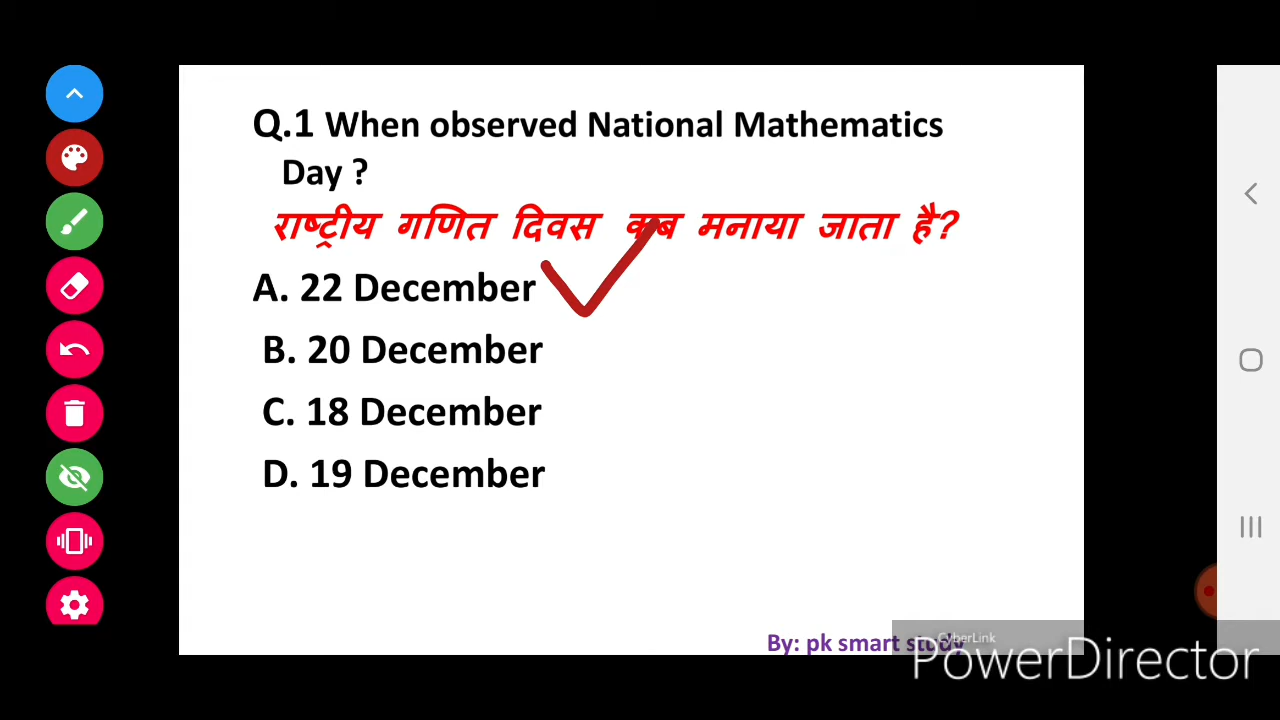 Q.1 When observed National Mathematics
Day ?
राष्ट्रीय गणित दिवस कब मनाया जाता है?
A. 22 December
B. 20 December
C. 18 December
D. 19 December
By: pk smart study
CyberLink
PowerDirector